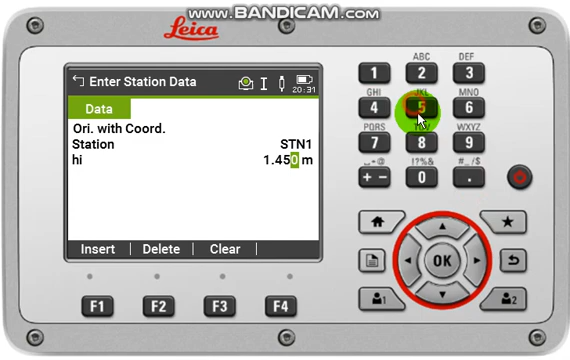 www.BANDICAM.com
Leica
Enter Station Data
20:31
Data
Ori. with Coord.
Station STN1
hi 1.450 m
Insert Delete Clear
F1 F2 F3 F4
ABC DEF
1 2 3
GHI JKL MNO
4 5 6
PQRS TUV WXYZ
7 8 9
!?%& #_/$
+ - 0 .
OK
1 2